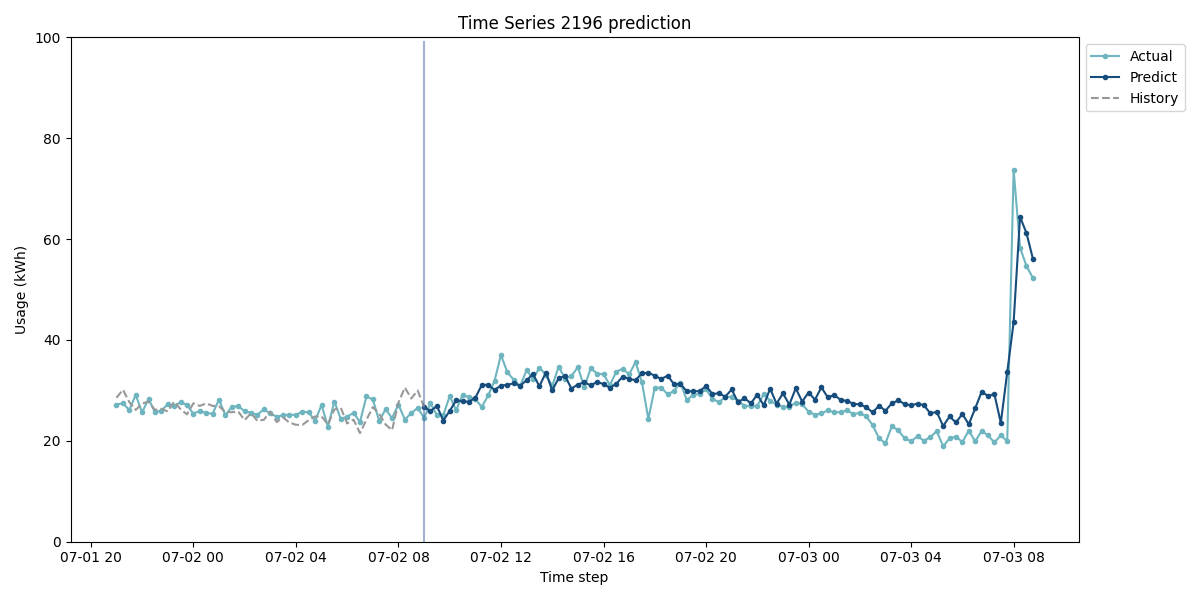 Time Series 2196 prediction
100
80
60
40
20
0
Usage (kWh)
07-01 20
07-02 00
07-02 04
07-02 08
07-02 12
07-02 16
07-02 20
07-03 00
07-03 04
07-03 08
Time step
Actual
Predict
History